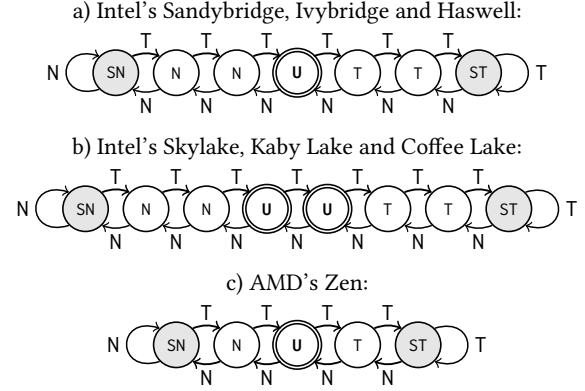 a) Intel's Sandybridge, Ivybridge and Haswell:
T T T T T T
N SN N N U T T ST T
N N N N N N
b) Intel's Skylake, Kaby Lake and Coffee Lake:
T T T T T T T
N SN N N U U T T ST T
N N N N N N N
c) AMD's Zen:
T T T T
N SN N U T ST T
N N N N